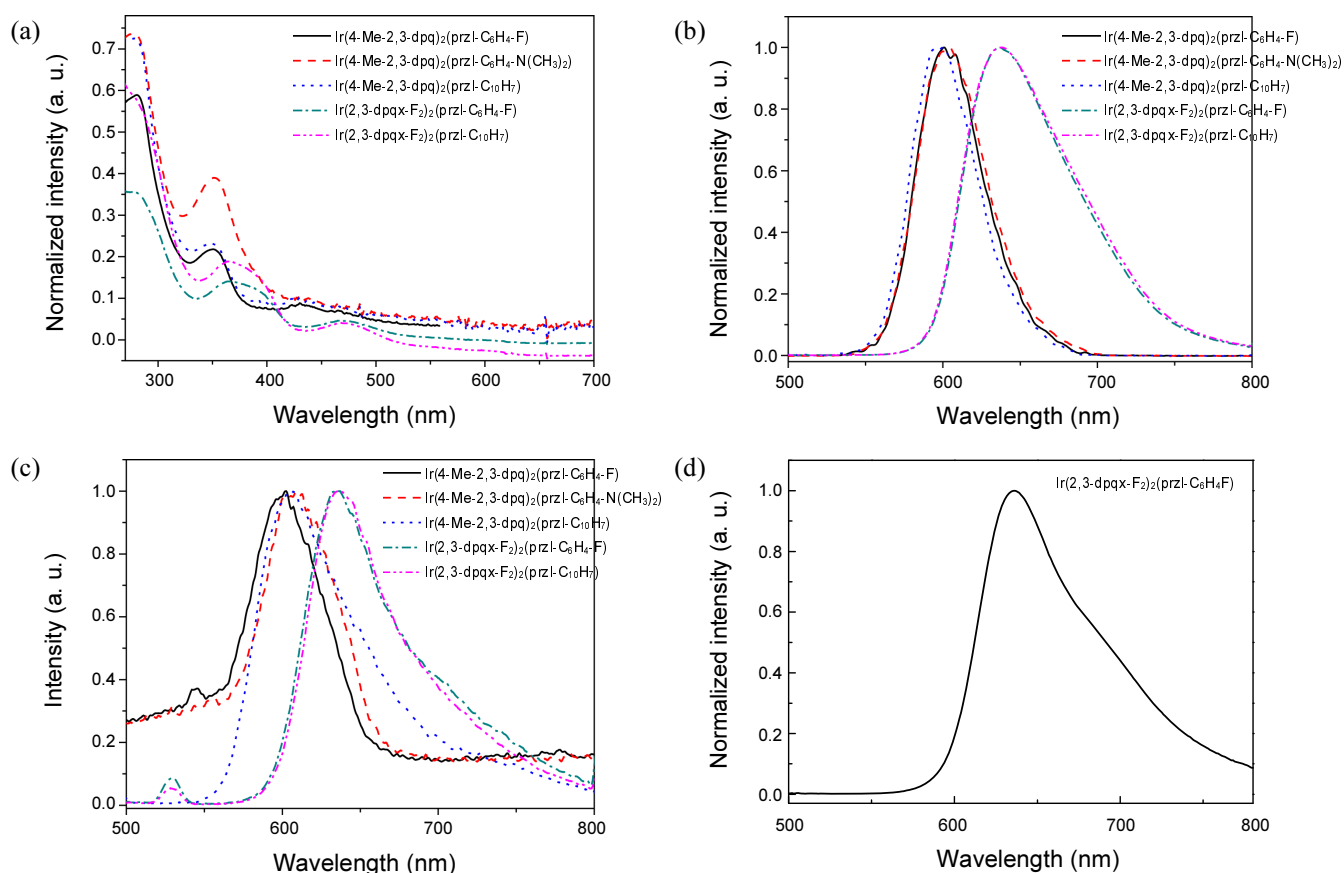 (a)
Ir(4-Me-2,3-dpq)₂(przl-C₆H₄-F)
Ir(4-Me-2,3-dpq)₂(przl-C₆H₄-N(CH₃)₂)
Ir(4-Me-2,3-dpq)₂(przl-C₁₀H₇)
Ir(2,3-dpqx-F₂)₂(przl-C₆H₄-F)
Ir(2,3-dpqx-F₂)₂(przl-C₁₀H₇)
Normalized intensity (a. u.)
0.7
0.6
0.5
0.4
0.3
0.2
0.1
0.0
300 400 500 600 700
Wavelength (nm)
(b)
Ir(4-Me-2,3-dpq)₂(przl-C₆H₄-F)
Ir(4-Me-2,3-dpq)₂(przl-C₆H₄-N(CH₃)₂)
Ir(4-Me-2,3-dpq)₂(przl-C₁₀H₇)
Ir(2,3-dpqx-F₂)₂(przl-C₆H₄-F)
Ir(2,3-dpqx-F₂)₂(przl-C₁₀H₇)
Normalized intensity (a. u.)
1.0
0.8
0.6
0.4
0.2
0.0
500 600 700 800
Wavelength (nm)
(c)
Ir(4-Me-2,3-dpq)₂(przl-C₆H₄-F)
Ir(4-Me-2,3-dpq)₂(przl-C₆H₄-N(CH₃)₂)
Ir(4-Me-2,3-dpq)₂(przl-C₁₀H₇)
Ir(2,3-dpqx-F₂)₂(przl-C₆H₄-F)
Ir(2,3-dpqx-F₂)₂(przl-C₁₀H₇)
Intensity (a. u.)
1.0
0.8
0.6
0.4
0.2
0.0
500 600 700 800
Wavelength (nm)
(d)
Ir(2,3-dpqx-F₂)₂(przl-C₆H₄F)
Normalized intensity (a. u.)
1.0
0.8
0.6
0.4
0.2
0.0
500 600 700 800
Wavelength (nm)